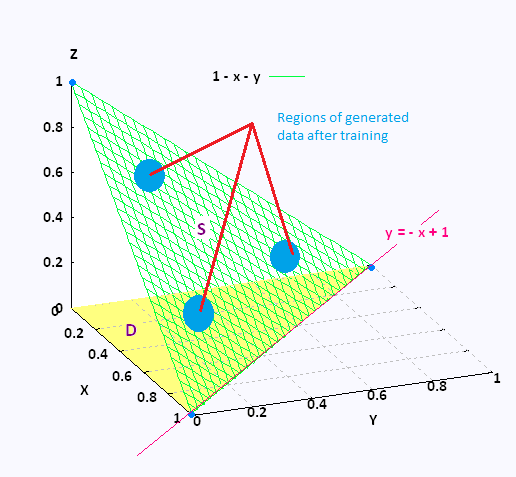 Z
1 - x - y
1
Regions of generated
data after training
0.8
0.6
0.4
S
y = - x + 1
0.2
0
0
0.2
D
0.4
0.6
X
0.8
1
0
0.2
0.4
0.6
0.8
1
Y